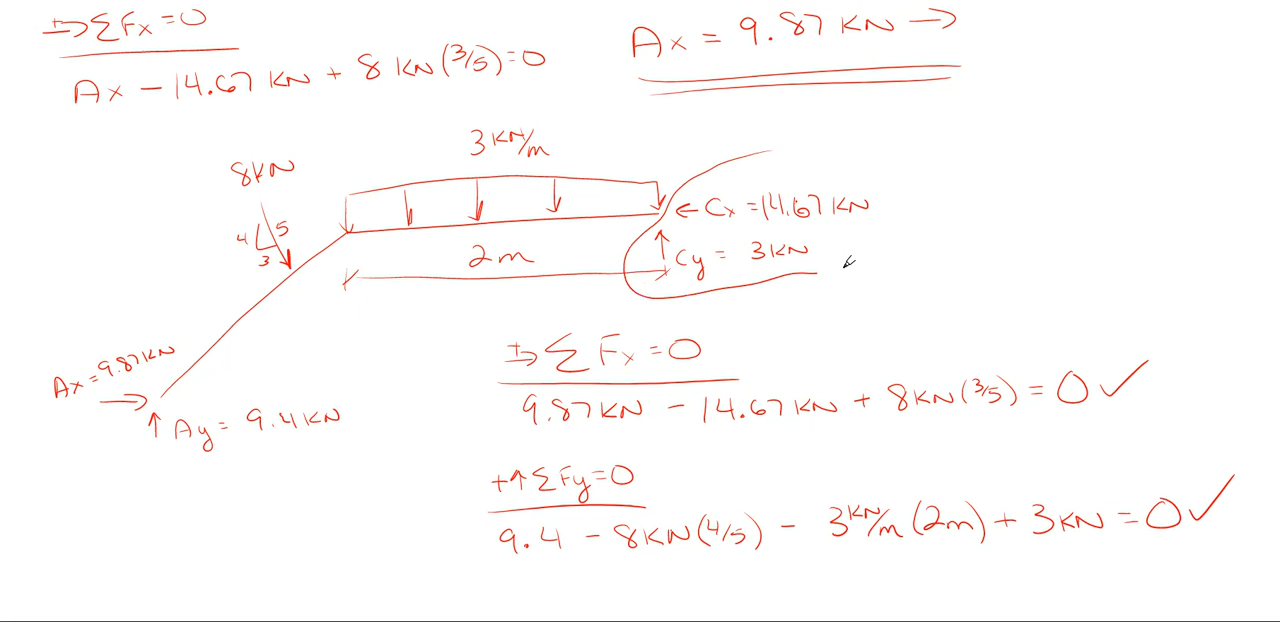 +→ ΣFx = 0
Ax − 14.67 KN + 8 KN (3/5) = 0
Ax = 9.87 KN →
3 KN/m
8KN
4 5
3
← Cx = 14.67 KN
↑ Cy = 3 KN
2m
Ax = 9.87 KN
→
↑ Ay = 9.4 KN
+→ Σ Fx = 0
9.87 KN − 14.67 KN + 8 KN (3/5) = 0 ✓
+↑ ΣFy = 0
9.4 − 8KN (4/5) − 3 KN/m (2m) + 3 KN = 0 ✓